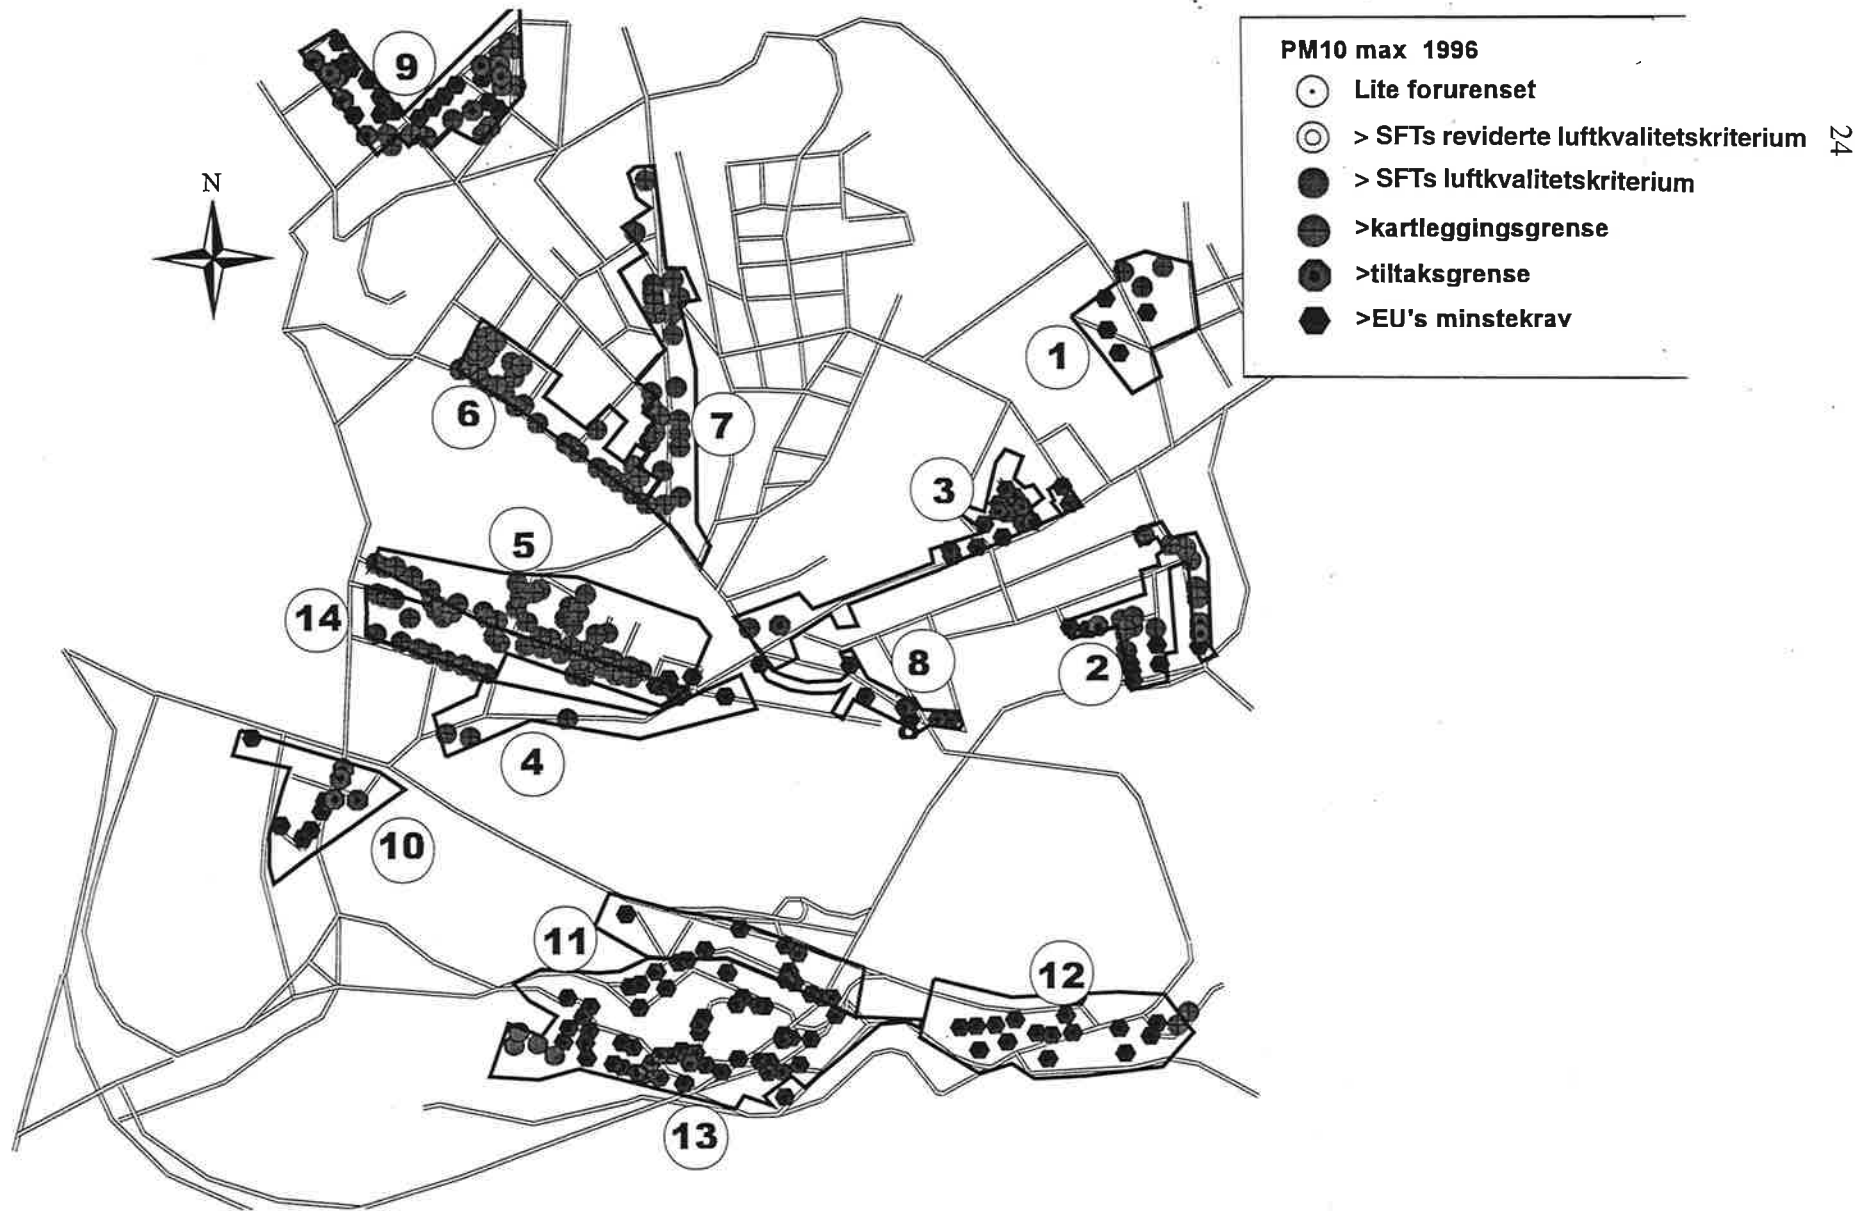 PM10 max 1996
Lite forurenset
> SFTs reviderte luftkvalitetskriterium
> SFTs luftkvalitetskriterium
>kartleggingsgrense
>tiltaksgrense
>EU's minstekrav
24
N
9
1
6
7
3
5
14
2
8
4
10
11
12
13